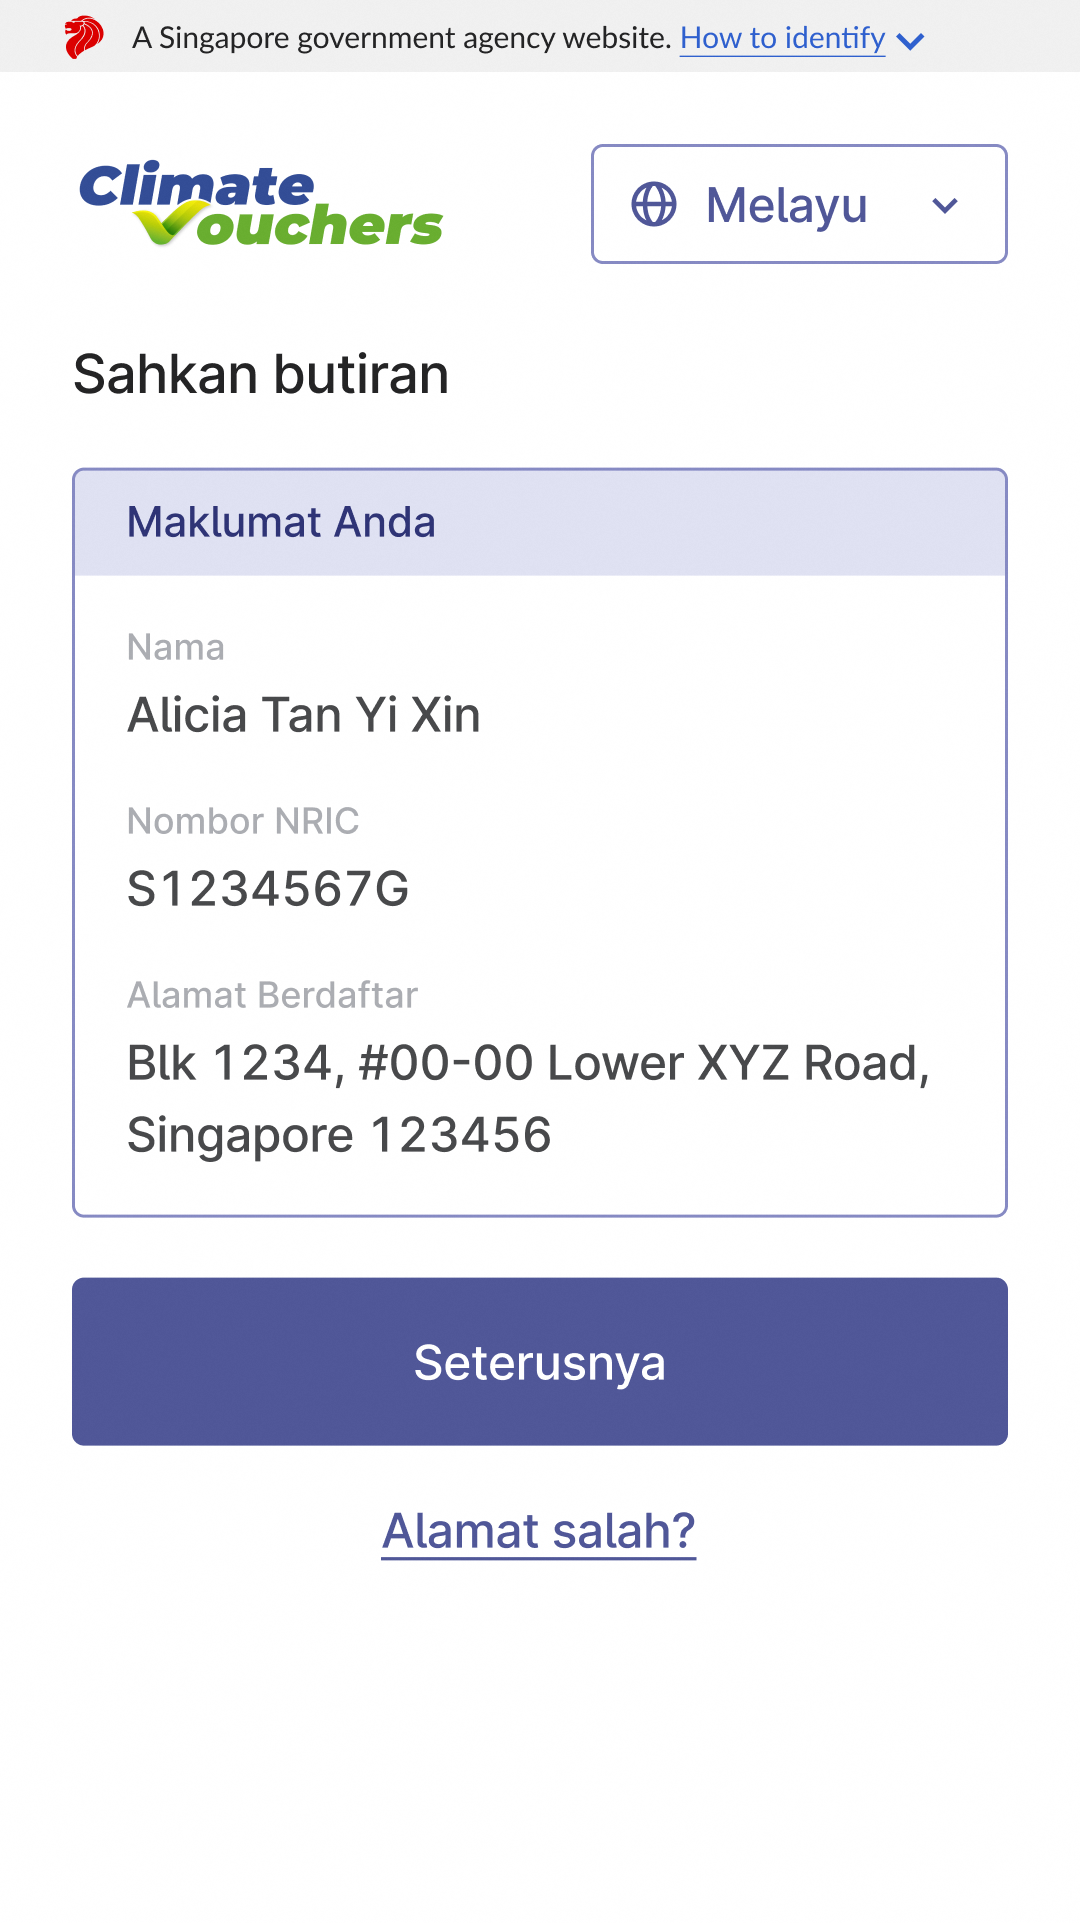 A Singapore government agency website. How to identify
Climate
Vouchers
Melayu
Sahkan butiran
Maklumat Anda
Nama
Alicia Tan Yi Xin
Nombor NRIC
S1234567G
Alamat Berdaftar
Blk 1234, #00-00 Lower XYZ Road,
Singapore 123456
Seterusnya
Alamat salah?